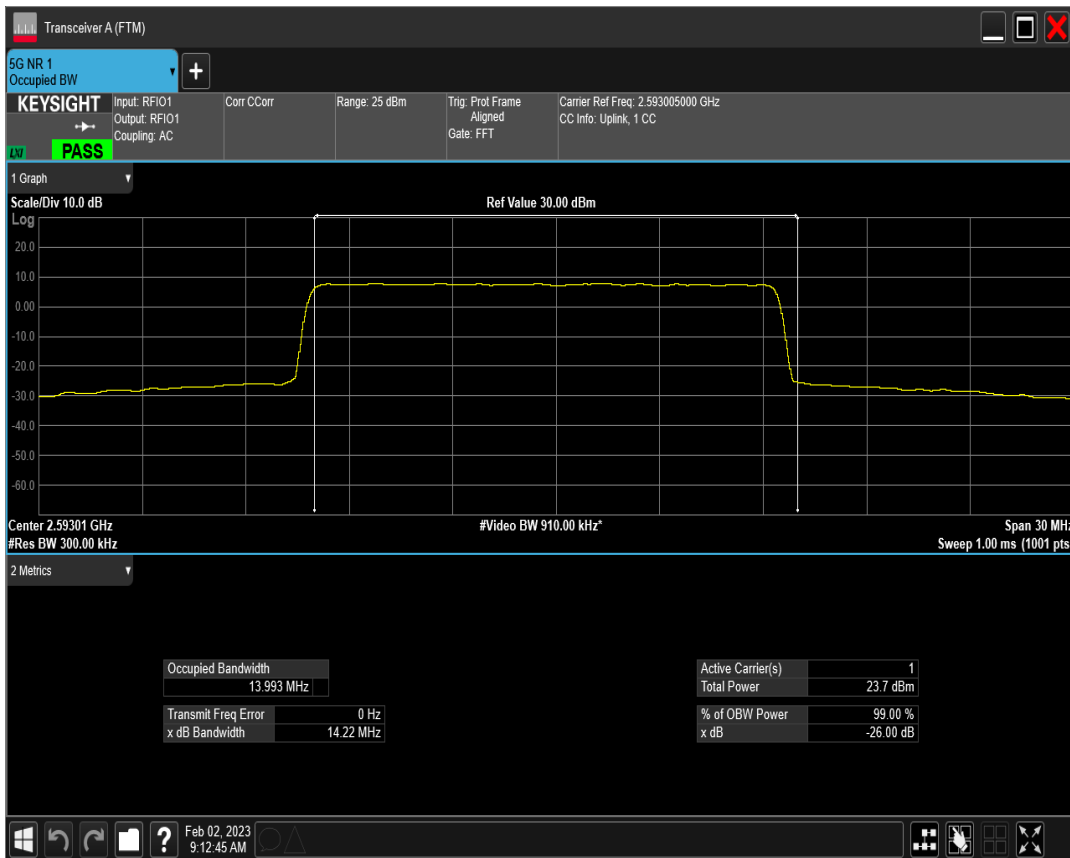 Transceiver A (FTM)
5G NR 1
Occupied BW
+
KEYSIGHT
LXI
PASS
Input: RFIO1
Output: RFIO1
Coupling: AC
Corr CCorr
Range: 25 dBm
Trig: Prot Frame
Aligned
Gate: FFT
Carrier Ref Freq: 2.593005000 GHz
CC Info: Uplink, 1 CC
1 Graph
Scale/Div 10.0 dB
Ref Value 30.00 dBm
Log
20.0
10.0
0.00
-10.0
-20.0
-30.0
-40.0
-50.0
-60.0
Center 2.59301 GHz
#Video BW 910.00 kHz*
Span 30 MHz
#Res BW 300.00 kHz
Sweep 1.00 ms (1001 pts
2 Metrics
Occupied Bandwidth
13.993 MHz
Transmit Freq Error 0 Hz
x dB Bandwidth 14.22 MHz
Active Carrier(s) 1
Total Power 23.7 dBm
% of OBW Power 99.00 %
x dB -26.00 dB
?
Feb 02, 2023
9:12:45 AM